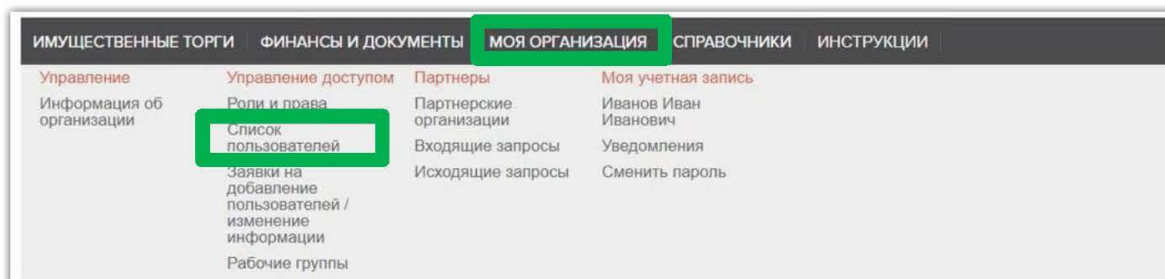 ИМУЩЕСТВЕННЫЕ ТОРГИ ФИНАНСЫ И ДОКУМЕНТЫ МОЯ ОРГАНИЗАЦИЯ СПРАВОЧНИКИ ИНСТРУКЦИИ
Управление
Информация об
организации
Управление доступом
Роли и права
Список
пользователей
Заявки на
добавление
пользователей /
изменение
информации
Рабочие группы
Партнеры
Партнерские
организации
Входящие запросы
Исходящие запросы
Моя учетная запись
Иванов Иван
Иванович
Уведомления
Сменить пароль